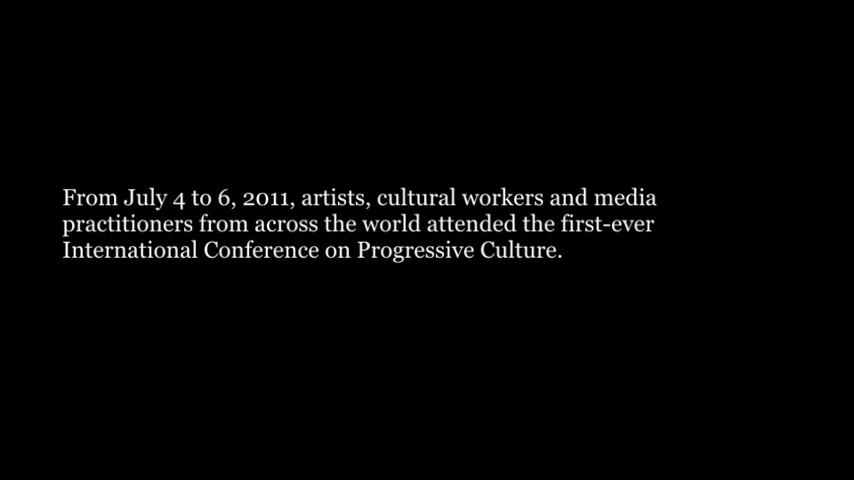 From July 4 to 6, 2011, artists, cultural workers and media
practitioners from across the world attended the first-ever
International Conference on Progressive Culture.